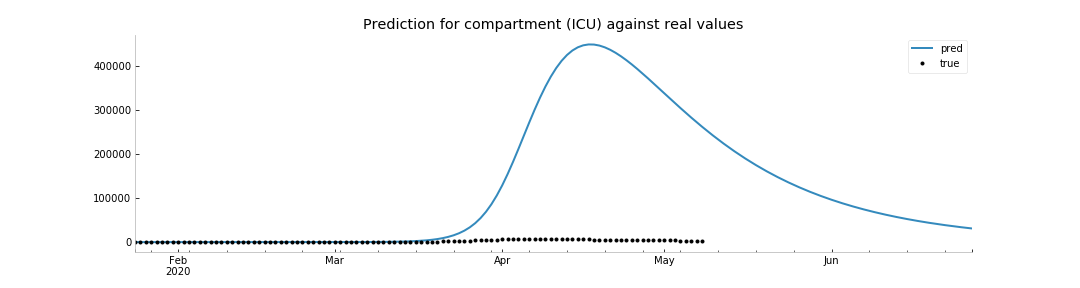 Prediction for compartment (ICU) against real values
pred
true
400000
300000
200000
100000
0
Feb Mar Apr May Jun
2020